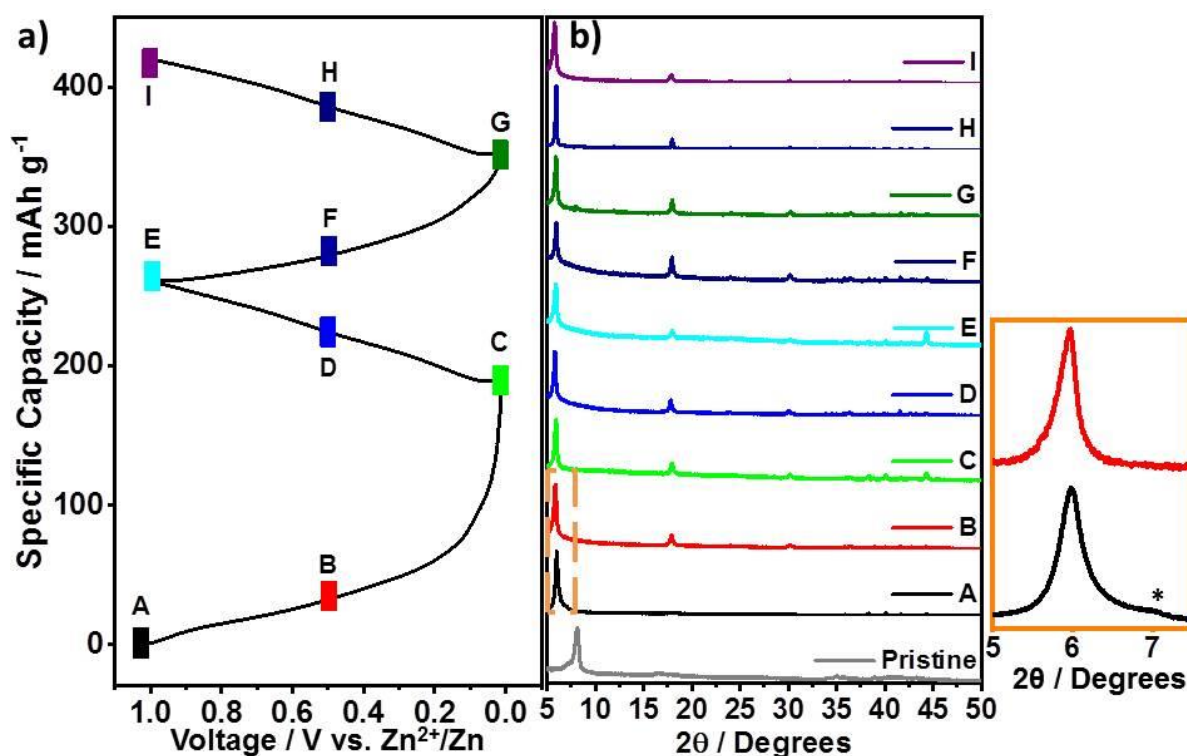 a)
I
H
G
E
F
D
C
B
A
400
300
200
100
0
1.0 0.8 0.6 0.4 0.2 0.0
Specific Capacity / mAh g⁻¹
Voltage / V vs. Zn²⁺/Zn
b)
I
H
G
F
E
D
C
B
A
Pristine
5 10 15 20 25 30 35 40 45 50
2θ / Degrees
*
5 6 7
2θ / Degrees